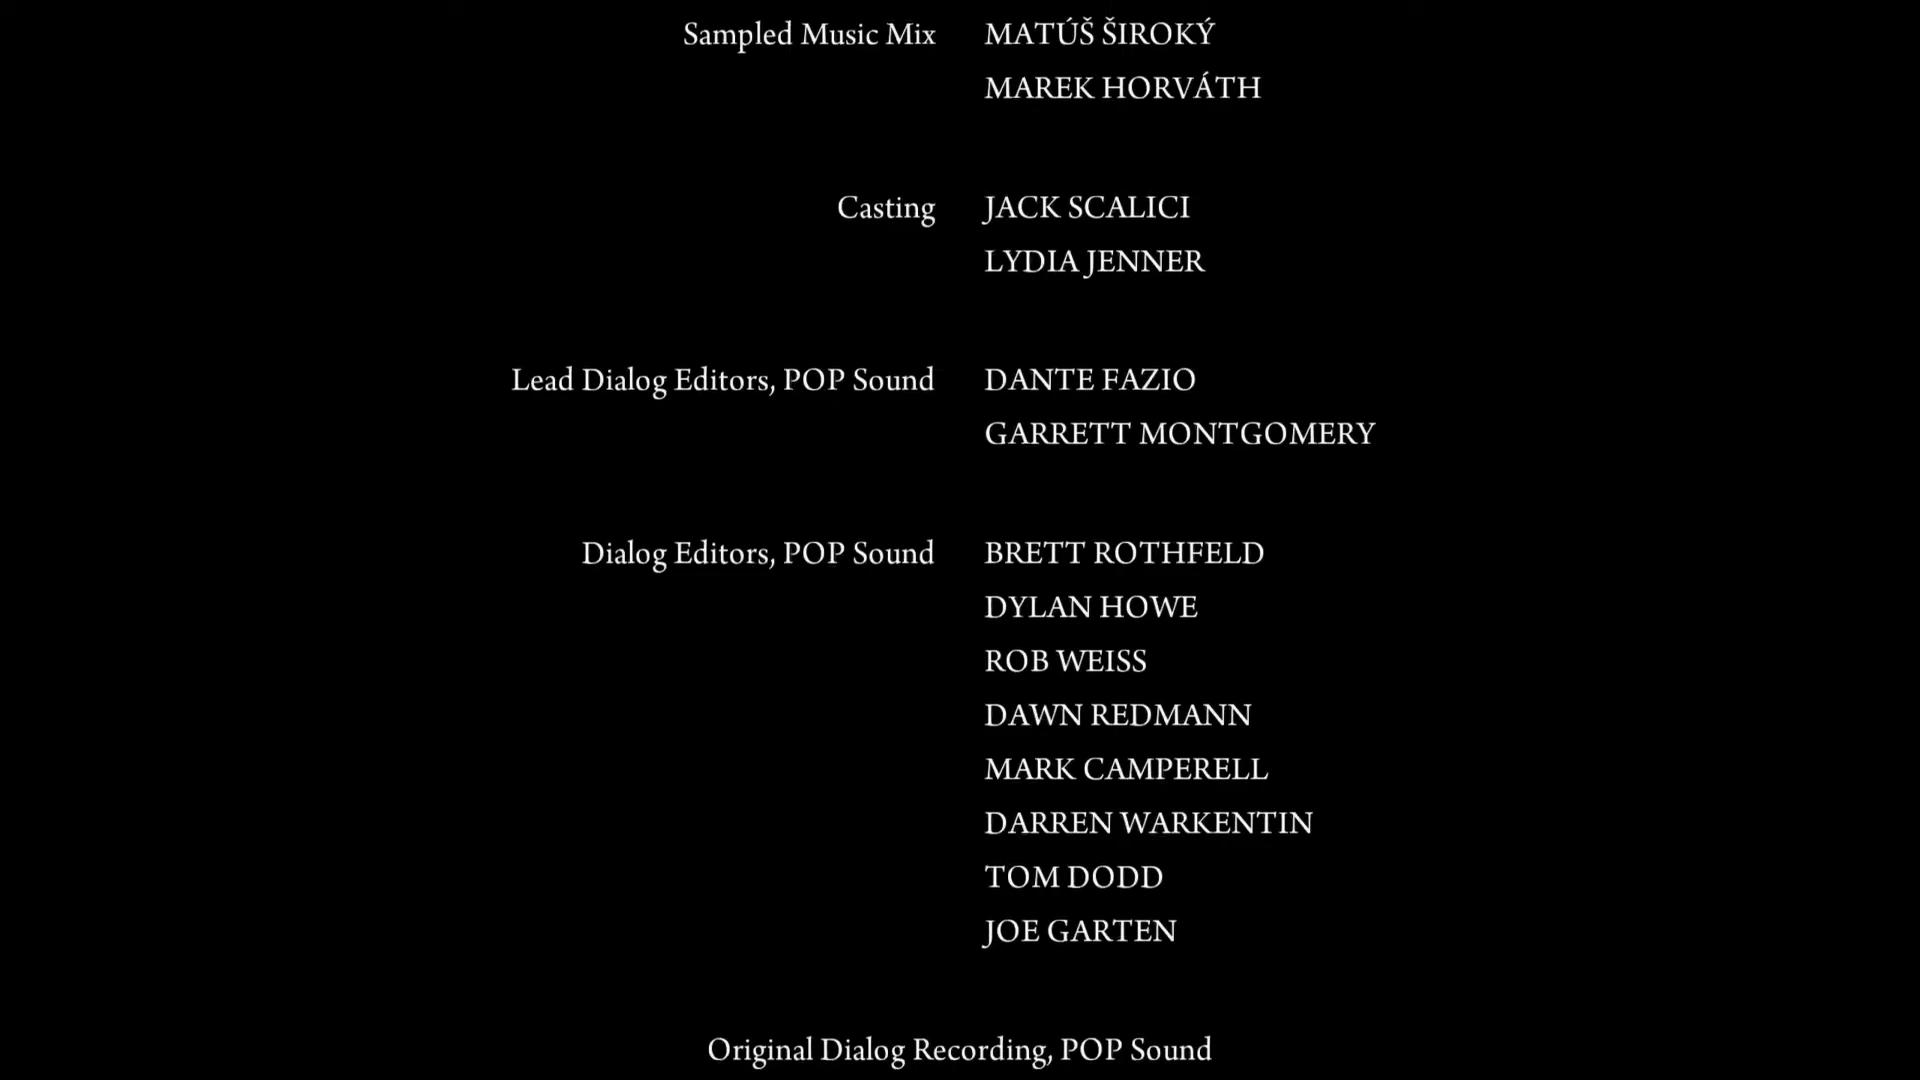 Sampled Music Mix MATÚŠ ŠIROKÝ
MAREK HORVÁTH
Casting JACK SCALICI
LYDIA JENNER
Lead Dialog Editors, POP Sound DANTE FAZIO
GARRETT MONTGOMERY
Dialog Editors, POP Sound BRETT ROTHFELD
DYLAN HOWE
ROB WEISS
DAWN REDMANN
MARK CAMPERELL
DARREN WARKENTIN
TOM DODD
JOE GARTEN
Original Dialog Recording, POP Sound